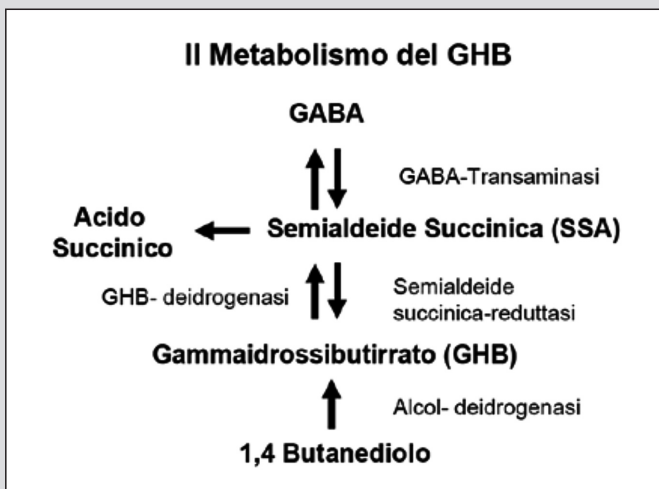 Il Metabolismo del GHB
GABA
GABA-Transaminasi
Acido
Succinico
Semialdeide Succinica (SSA)
GHB- deidrogenasi
Semialdeide
succinica-reduttasi
Gammaidrossibutirrato (GHB)
Alcol- deidrogenasi
1,4 Butanediolo